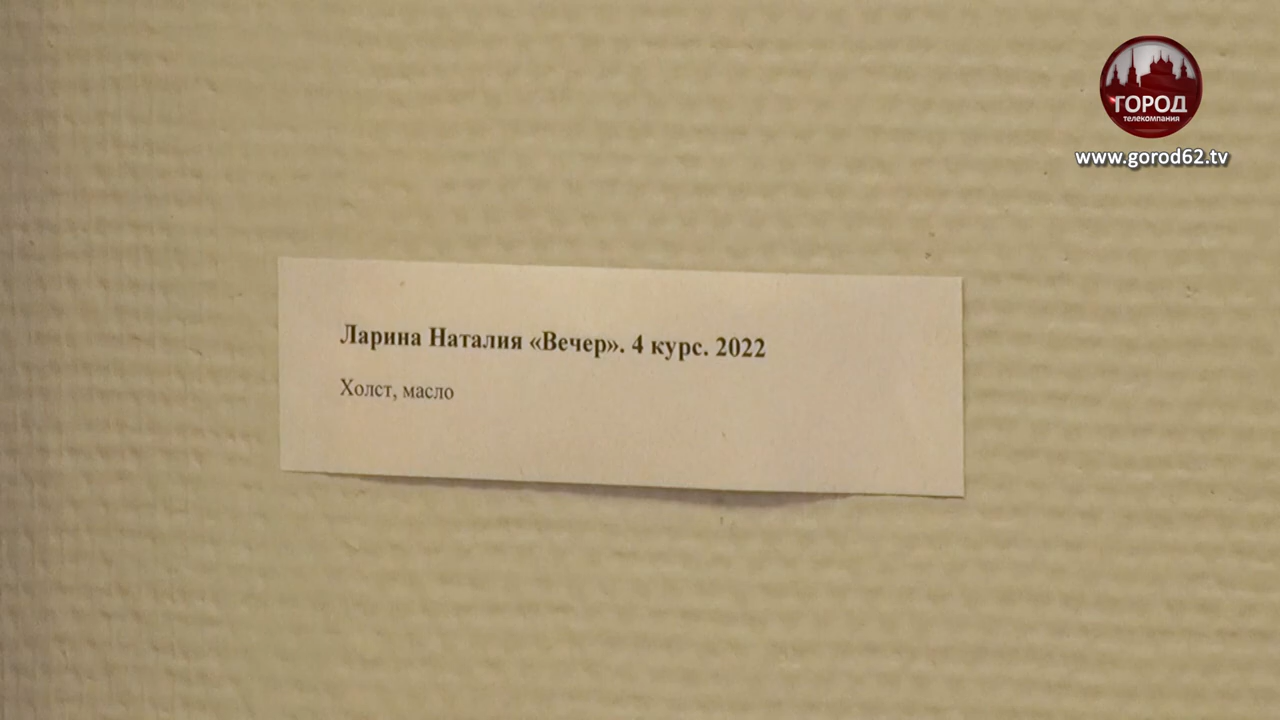 ГОРОД
телекомпания
www.gorod62.tv
Ларина Наталия «Вечер». 4 курс. 2022
Холст, масло